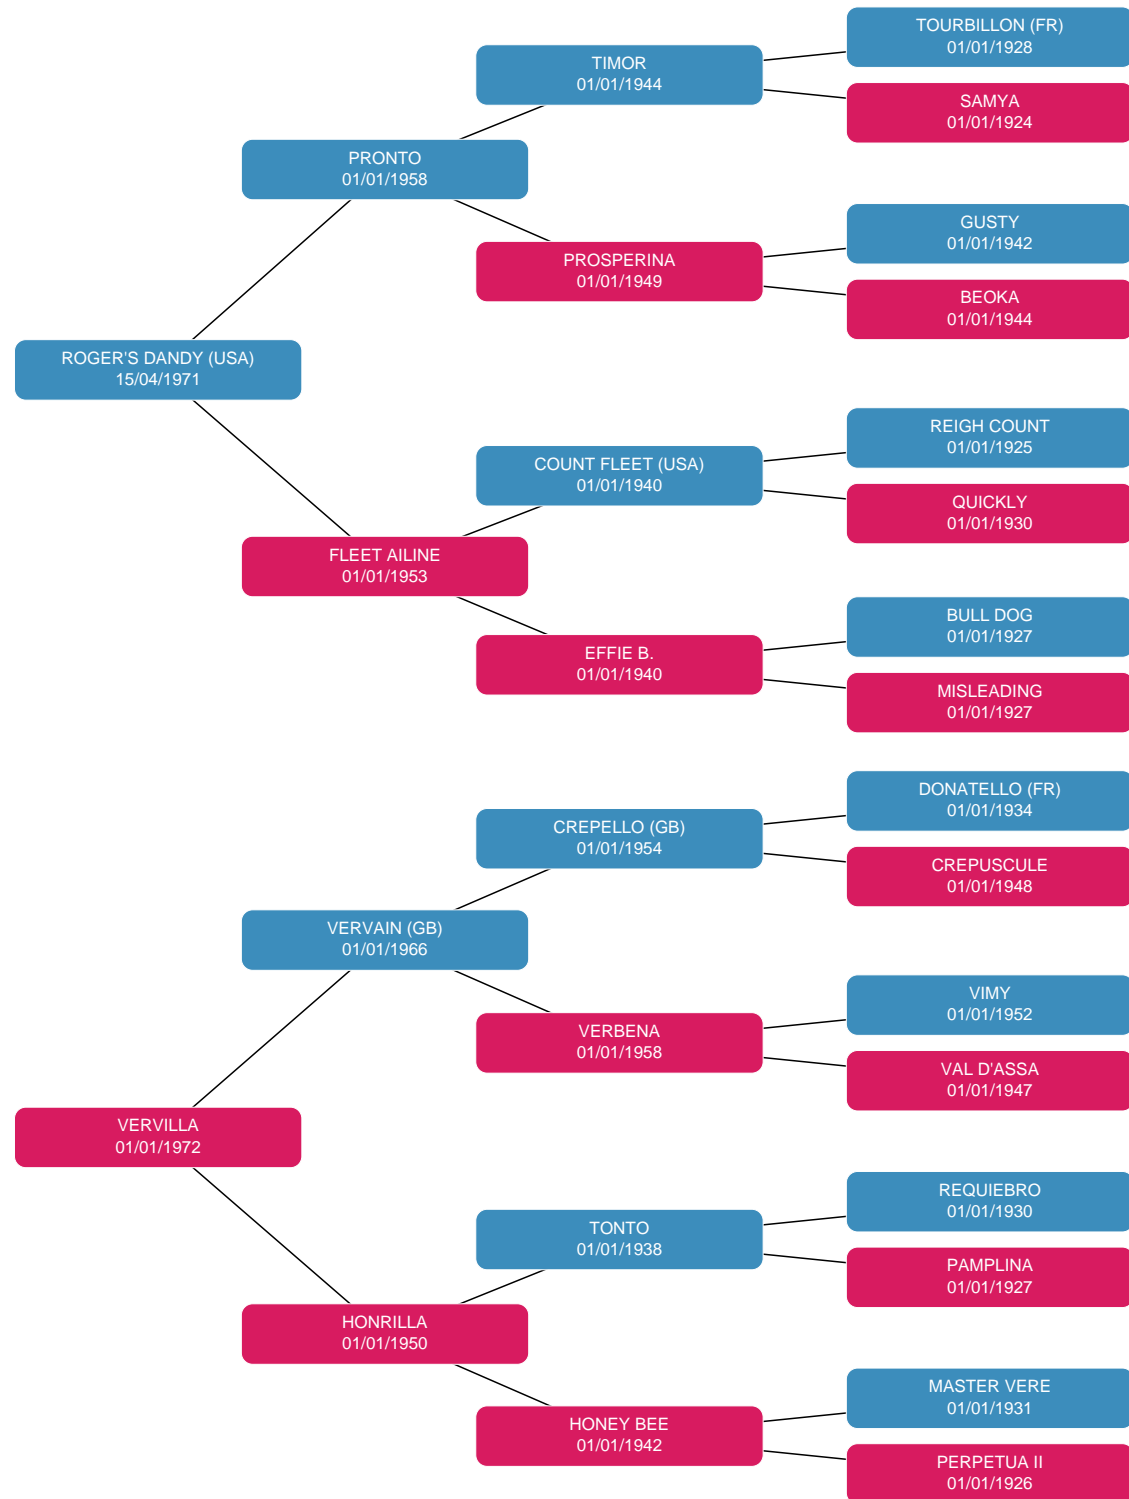 TOURBILLON (FR)
01/01/1928
TIMOR
01/01/1944
SAMYA
01/01/1924
PRONTO
01/01/1958
GUSTY
01/01/1942
PROSPERINA
01/01/1949
BEOKA
01/01/1944
ROGER'S DANDY (USA)
15/04/1971
REIGH COUNT
01/01/1925
COUNT FLEET (USA)
01/01/1940
QUICKLY
01/01/1930
FLEET AILINE
01/01/1953
BULL DOG
01/01/1927
EFFIE B.
01/01/1940
MISLEADING
01/01/1927
DONATELLO (FR)
01/01/1934
CREPELLO (GB)
01/01/1954
CREPUSCULE
01/01/1948
VERVAIN (GB)
01/01/1966
VIMY
01/01/1952
VERBENA
01/01/1958
VAL D'ASSA
01/01/1947
VERVILLA
01/01/1972
REQUIEBRO
01/01/1930
TONTO
01/01/1938
PAMPLINA
01/01/1927
HONRILLA
01/01/1950
MASTER VERE
01/01/1931
HONEY BEE
01/01/1942
PERPETUA II
01/01/1926